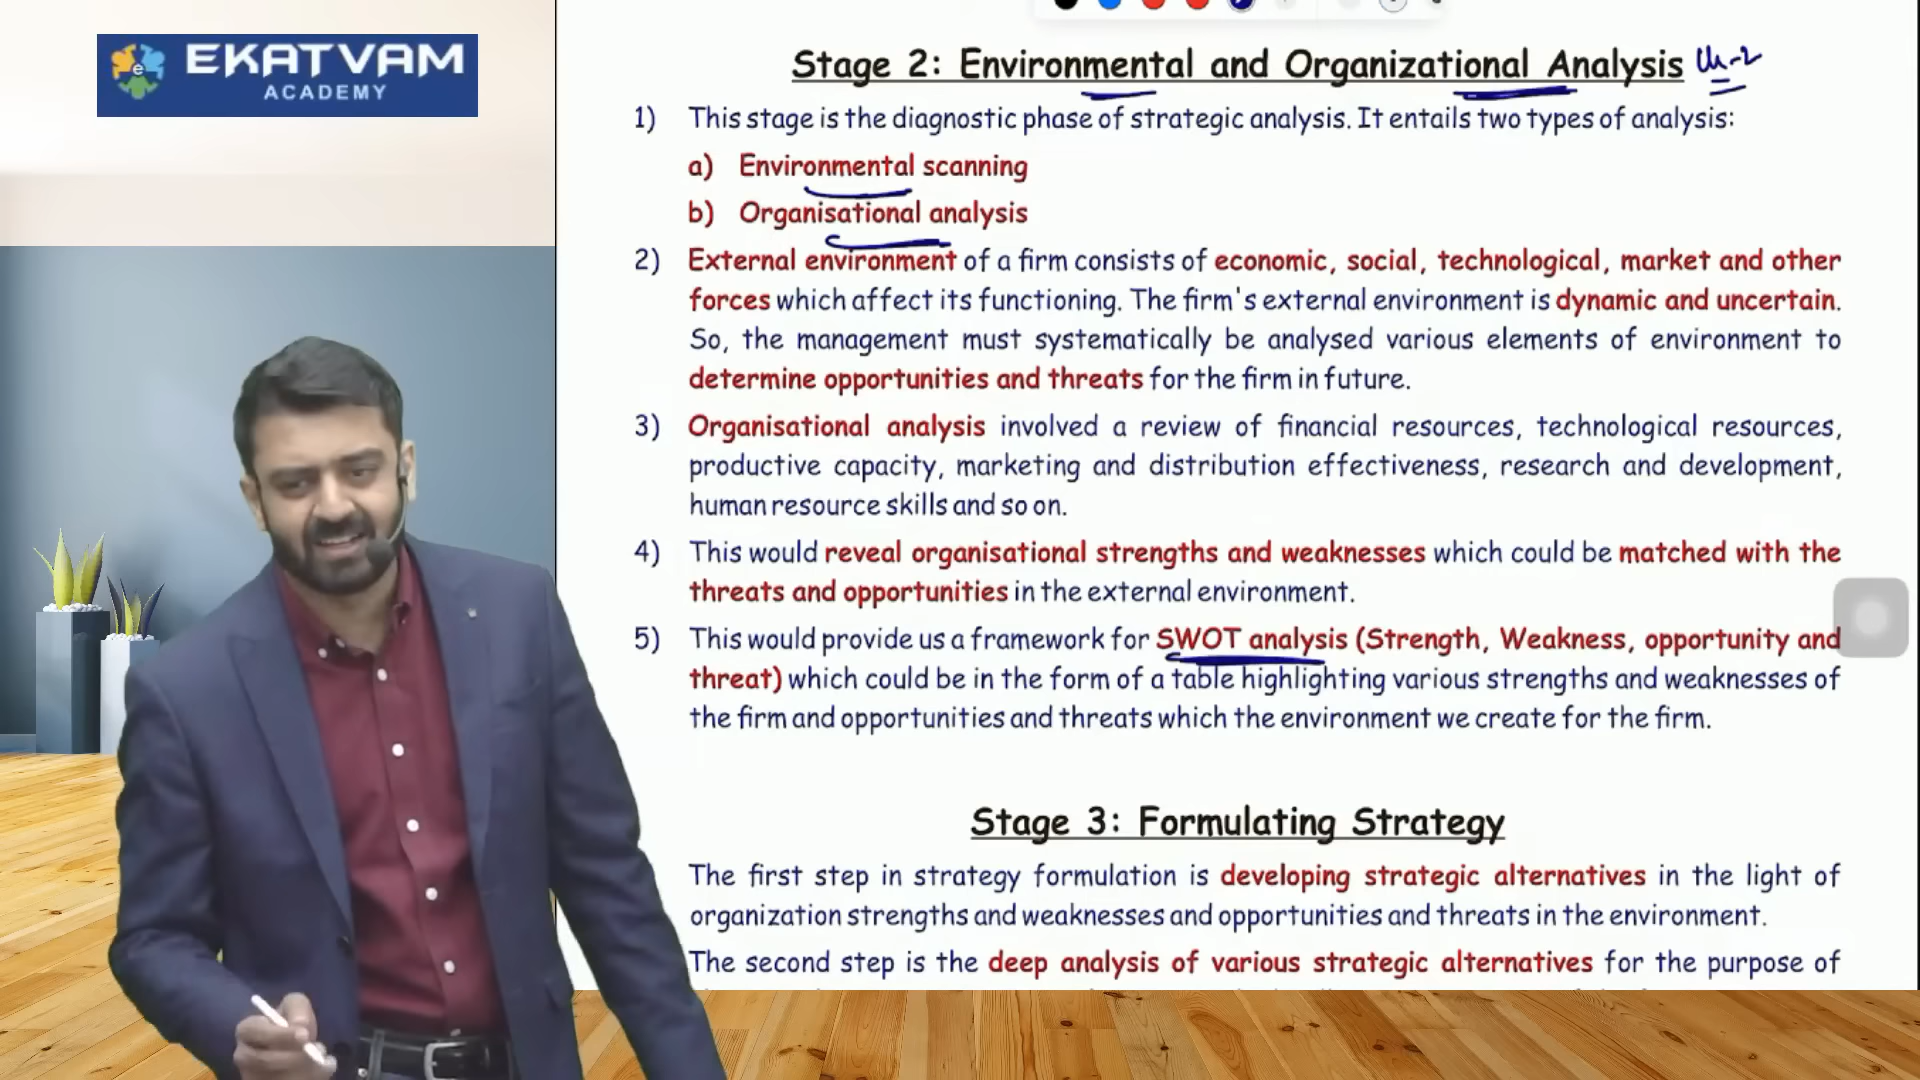 EKATVAM
ACADEMY
Stage 2: Environmental and Organizational Analysis Ch-2
1) This stage is the diagnostic phase of strategic analysis. It entails two types of analysis:
a) Environmental scanning
b) Organisational analysis
2) External environment of a firm consists of economic, social, technological, market and other
forces which affect its functioning. The firm's external environment is dynamic and uncertain.
So, the management must systematically be analysed various elements of environment to
determine opportunities and threats for the firm in future.
3) Organisational analysis involved a review of financial resources, technological resources,
productive capacity, marketing and distribution effectiveness, research and development,
human resource skills and so on.
4) This would reveal organisational strengths and weaknesses which could be matched with the
threats and opportunities in the external environment.
5) This would provide us a framework for SWOT analysis (Strength, Weakness, opportunity and
threat) which could be in the form of a table highlighting various strengths and weaknesses of
the firm and opportunities and threats which the environment we create for the firm.
Stage 3: Formulating Strategy
The first step in strategy formulation is developing strategic alternatives in the light of
organization strengths and weaknesses and opportunities and threats in the environment.
The second step is the deep analysis of various strategic alternatives for the purpose of